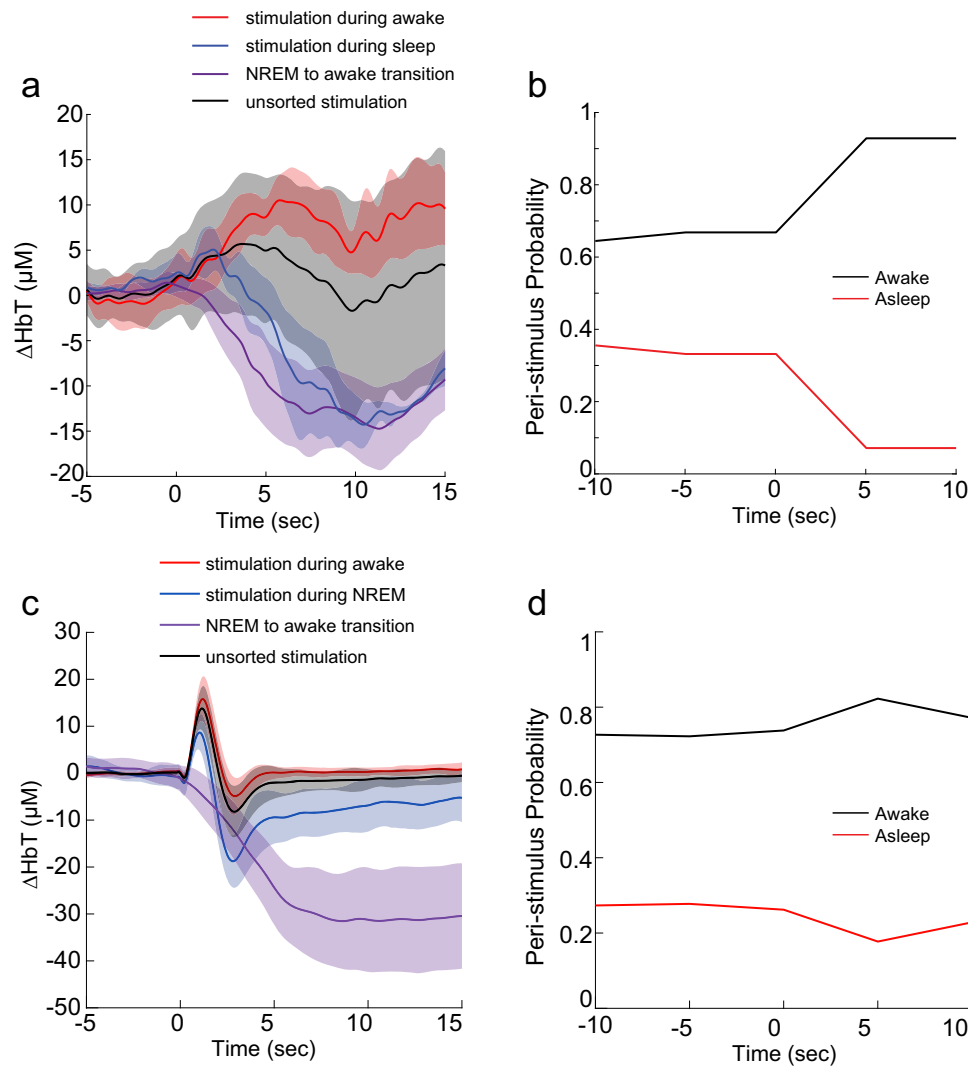 stimulation during awake
stimulation during sleep
NREM to awake transition
unsorted stimulation
a
20
15
10
5
0
-5
-10
-15
-20
ΔHbT (µM)
-5
0
5
10
15
Time (sec)
b
1
0.8
0.6
0.4
0.2
0
Peri-stimulus Probability
Awake
Asleep
-10
-5
0
5
10
Time (sec)
c
stimulation during awake
stimulation during NREM
NREM to awake transition
unsorted stimulation
30
20
10
0
-10
-20
-30
-40
-50
ΔHbT (µM)
-5
0
5
10
15
Time (sec)
d
1
0.8
0.6
0.4
0.2
0
Peri-stimulus Probability
Awake
Asleep
-10
-5
0
5
10
Time (sec)